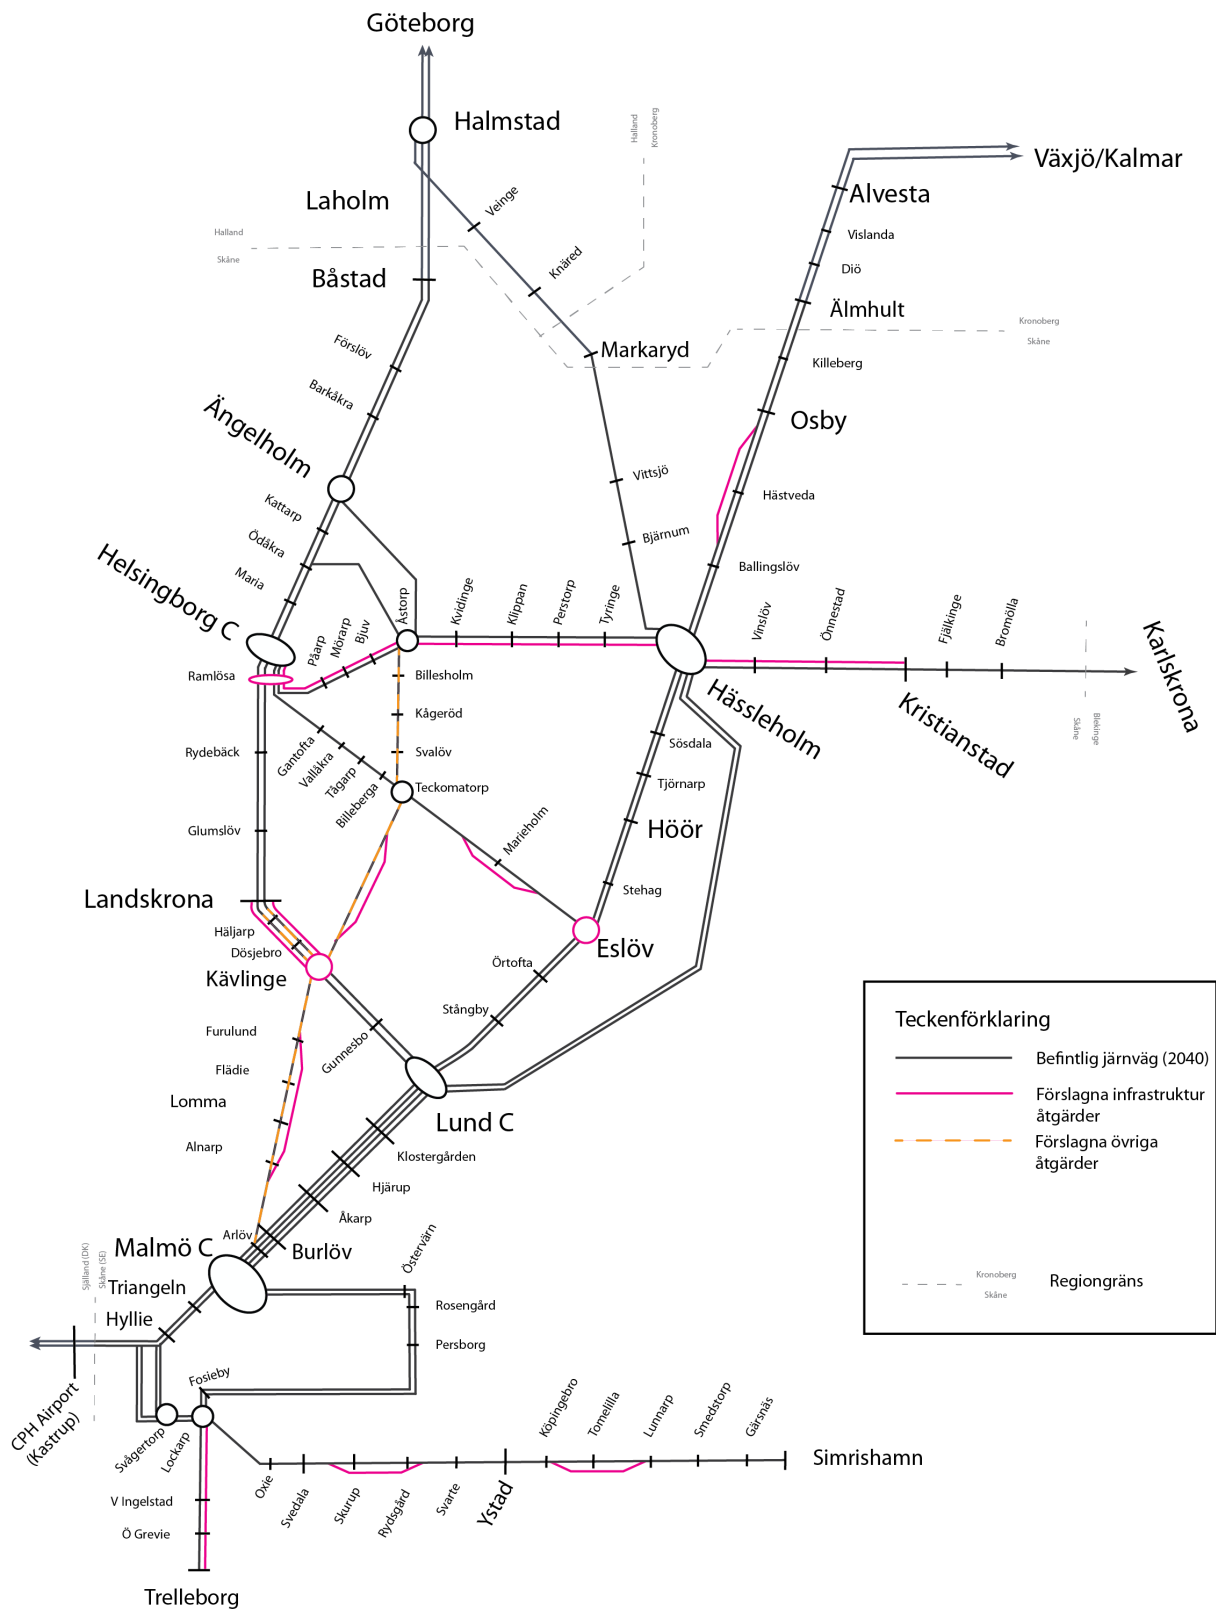 Göteborg
Halmstad
Halland
Kronoberg
Växjö/Kalmar
Laholm
Veinge
Alvesta
Halland
Skåne
Vislanda
Knäred
Diö
Båstad
Älmhult
Kronoberg
Skåne
Förslöv
Markaryd
Killeberg
Barkåkra
Osby
Ängelholm
Vittsjö
Hästveda
Kattarp
Bjärnum
Ödåkra
Ballingslöv
Maria
Helsingborg C
Påarp
Mörarp
Bjuv
Åstorp
Kvidinge
Klippan
Perstorp
Tyringe
Vinslöv
Önnestad
Fjälkinge
Bromölla
Karlskrona
Ramlösa
Billesholm
Hässleholm
Kristianstad
Skåne
Blekinge
Kågeröd
Rydebäck
Gantofta
Vallåkra
Tågarp
Billeberga
Svalöv
Sösdala
Teckomatorp
Tjörnarp
Glumslöv
Marieholm
Höör
Landskrona
Stehag
Häljarp
Dösjebro
Eslöv
Kävlinge
Örtofta
Stångby
Furulund
Gunnesbo
Flädie
Lomma
Lund C
Alnarp
Klostergården
Hjärup
Åkarp
Arlöv
Burlöv
Malmö C
Själland (DK)
Skåne (SE)
Östervärn
Triangeln
Hyllie
Rosengård
Persborg
Fosieby
CPH Airport
(Kastrup)
Svågertorp
Lockarp
Köpingebro
Tomelilla
Lunnarp
Smedstorp
Gärsnäs
Simrishamn
Oxie
Svedala
Skurup
Rydsgård
Svarte
Ystad
V Ingelstad
Ö Grevie
Trelleborg
Teckenförklaring
Befintlig järnväg (2040)
Förslagna infrastruktur
åtgärder
Förslagna övriga
åtgärder
Kronoberg
Skåne
Regiongräns